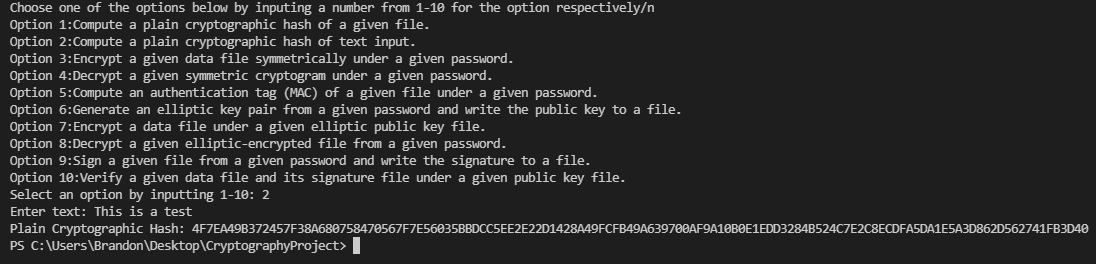 Choose one of the options below by inputing a number from 1-10 for the option respectively/n
Option 1:Compute a plain cryptographic hash of a given file.
Option 2:Compute a plain cryptographic hash of text input.
Option 3:Encrypt a given data file symmetrically under a given password.
Option 4:Decrypt a given symmetric cryptogram under a given password.
Option 5:Compute an authentication tag (MAC) of a given file under a given password.
Option 6:Generate an elliptic key pair from a given password and write the public key to a file.
Option 7:Encrypt a data file under a given elliptic public key file.
Option 8:Decrypt a given elliptic-encrypted file from a given password.
Option 9:Sign a given file from a given password and write the signature to a file.
Option 10:Verify a given data file and its signature file under a given public key file.
Select an option by inputting 1-10: 2
Enter text: This is a test
Plain Cryptographic Hash: 4F7EA49B372457F38A680758470567F7E56035BBDCC5EE2E22D1428A49FCFB49A639700AF9A10B0E1EDD3284B524C7E2C8ECDFA5DA1E5A3D862D562741FB3D40
PS C:\Users\Brandon\Desktop\CryptographyProject>